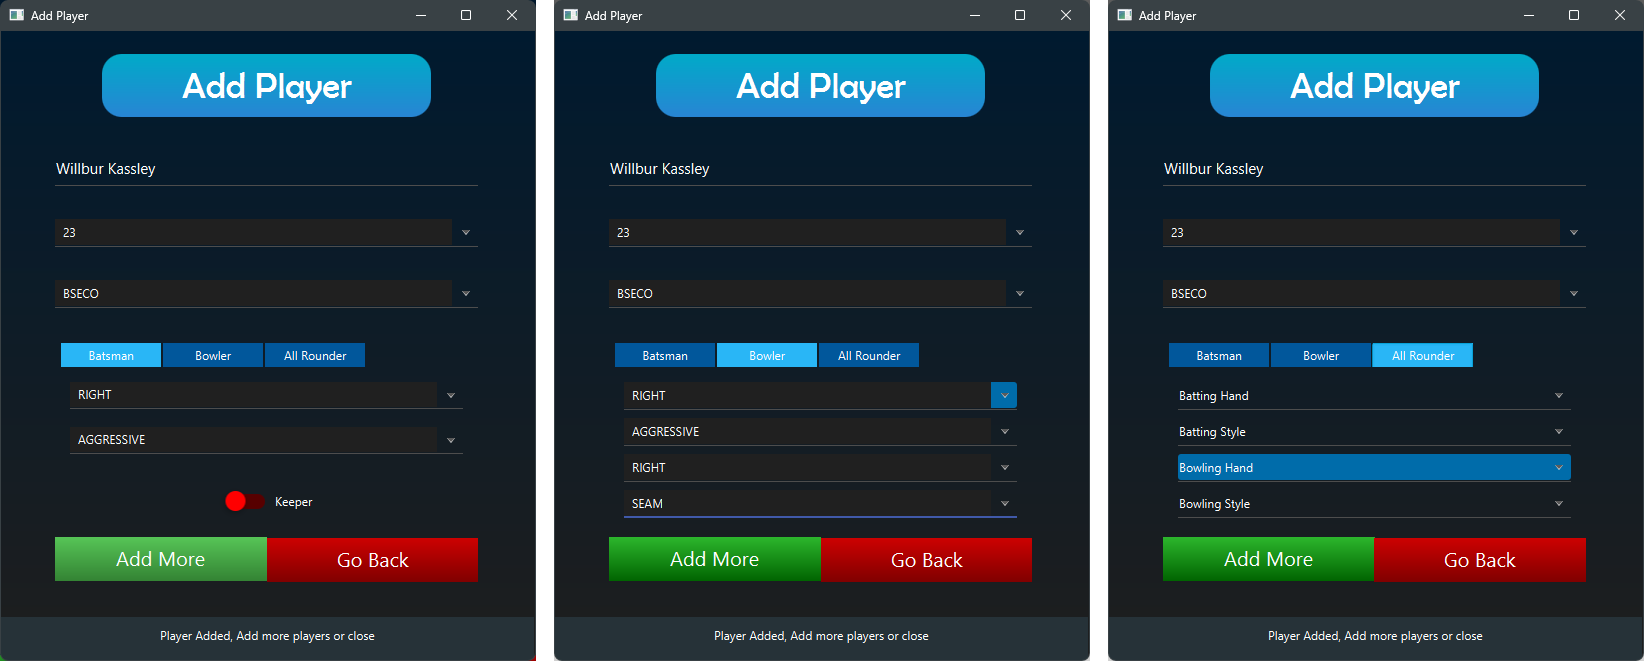 Add Player
Add Player
Willbur Kassley
23
BSECO
Batsman Bowler All Rounder
RIGHT
AGGRESSIVE
Keeper
Add More Go Back
Player Added, Add more players or close
Add Player
Add Player
Willbur Kassley
23
BSECO
Batsman Bowler All Rounder
RIGHT
AGGRESSIVE
RIGHT
SEAM
Add More Go Back
Player Added, Add more players or close
Add Player
Add Player
Willbur Kassley
23
BSECO
Batsman Bowler All Rounder
Batting Hand
Batting Style
Bowling Hand
Bowling Style
Add More Go Back
Player Added, Add more players or close